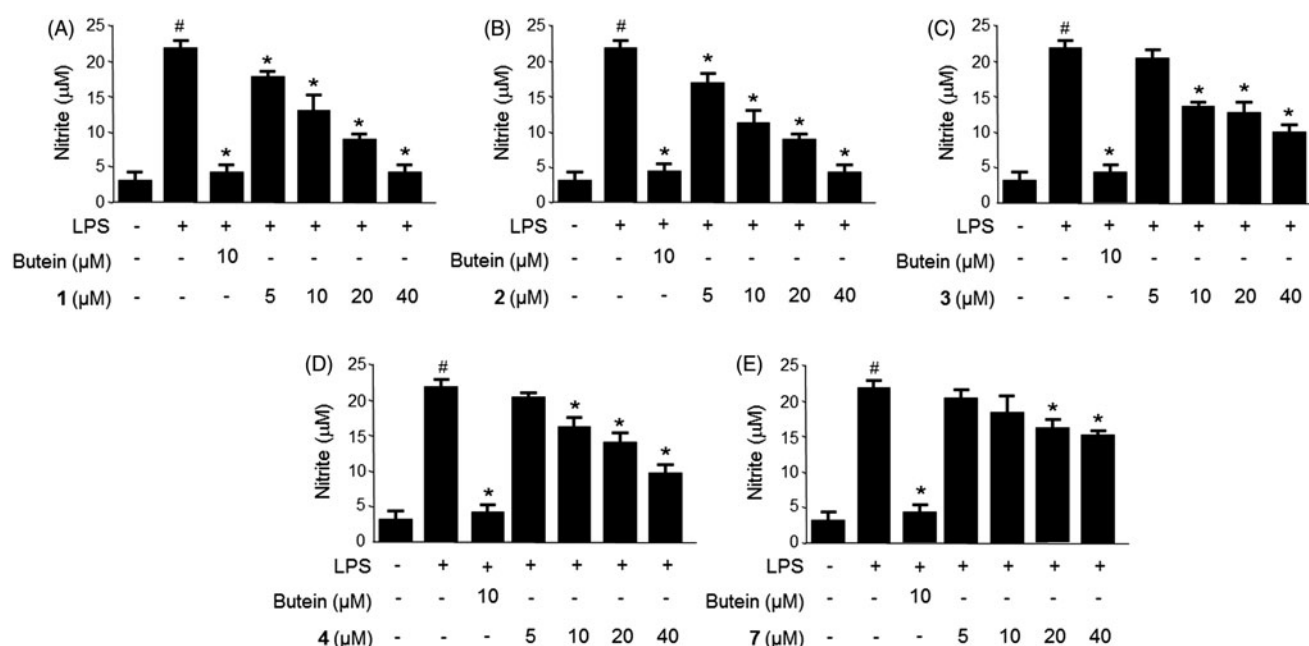 (A) 25 # 20 * 15 * 10 * 5 * * 0
Nitrite (µM)
LPS - + + + + + +
Butein (µM) - - 10 - - - -
1 (µM) - - - 5 10 20 40
(B) 25 # 20 * 15 * 10 * 5 * * 0
Nitrite (µM)
LPS - + + + + + +
Butein (µM) - - 10 - - - -
2 (µM) - - - 5 10 20 40
(C) 25 # 20 15 * * 10 * 5 * 0
Nitrite (µM)
LPS - + + + + + +
Butein (µM) - - 10 - - - -
3 (µM) - - - 5 10 20 40
(D) 25 # 20 * 15 * * 10 5 * 0
Nitrite (µM)
LPS - + + + + + +
Butein (µM) - - 10 - - - -
4 (µM) - - - 5 10 20 40
(E) 25 # 20 * * 15 10 5 * 0
Nitrite (µM)
LPS - + + + + + +
Butein (µM) - - 10 - - - -
7 (µM) - - - 5 10 20 40